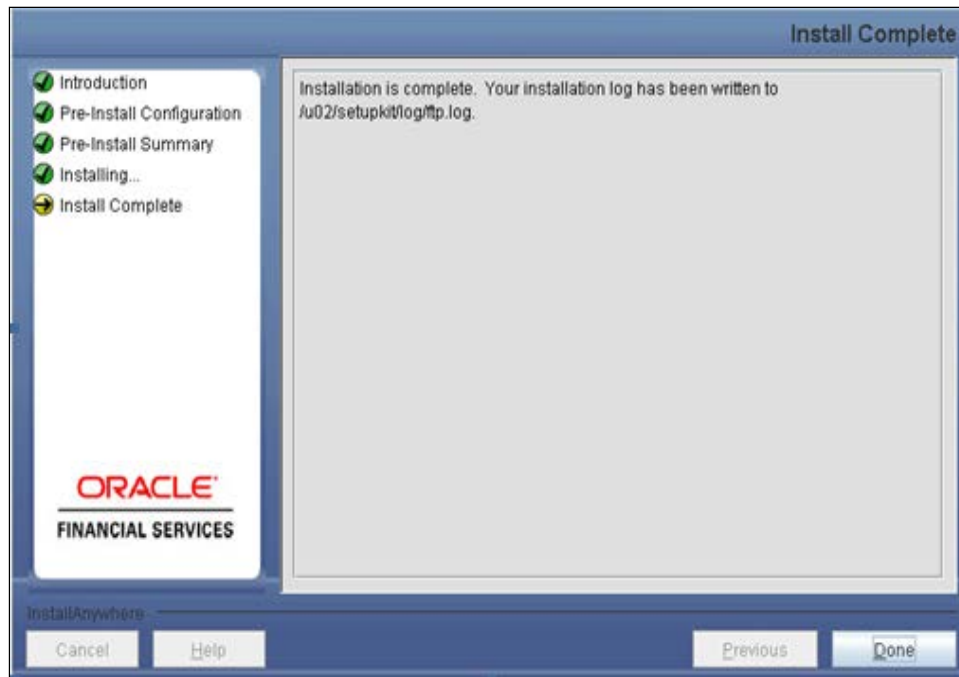 Install Complete
Introduction
Pre-Install Configuration
Pre-Install Summary
Installing...
Install Complete
Installation is complete. Your installation log has been written to
/u02/setupkit/log/ftp.log.
ORACLE
FINANCIAL SERVICES
InstallAnywhere
Cancel
Help
Previous
Done